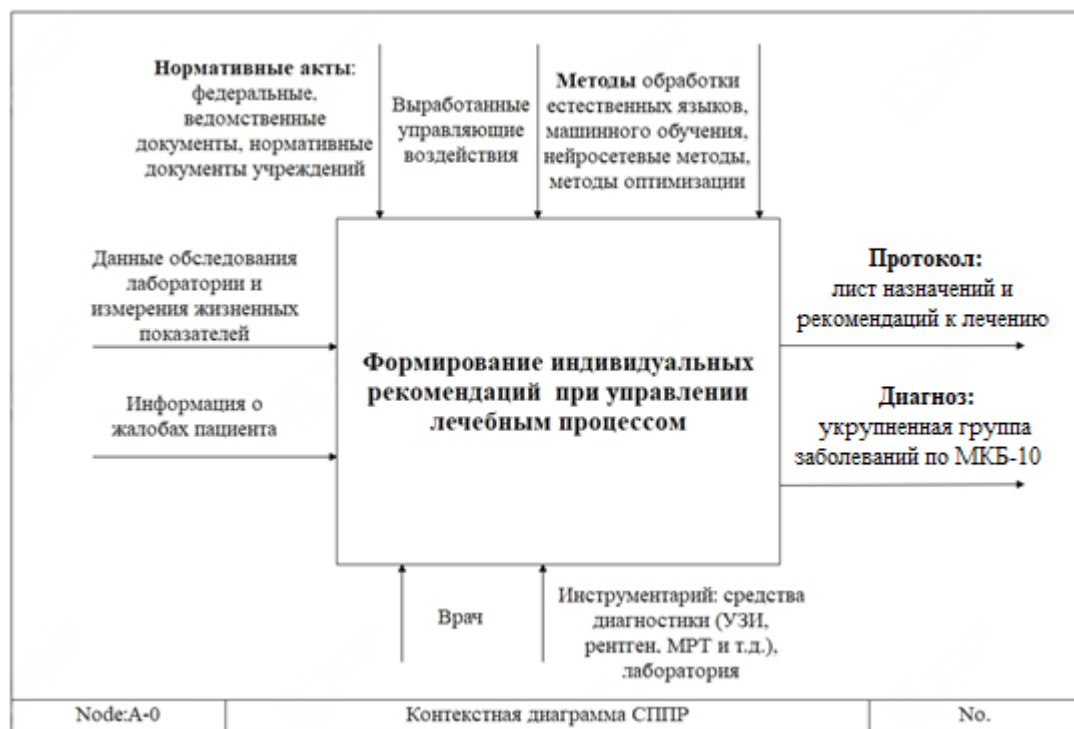 Нормативные акты:
федеральные,
ведомственные
документы, нормативные
документы учреждений
Выработанные
управляющие
воздействия
Методы обработки
естественных языков,
машинного обучения,
нейросетевые методы,
методы оптимизации
Данные обследования
лаборатории и
измерения жизненных
показателей
Информация о
жалобах пациента
Формирование индивидуальных
рекомендаций при управлении
лечебным процессом
Протокол:
лист назначений и
рекомендаций к лечению
Диагноз:
укрупненная группа
заболеваний по МКБ-10
Врач
Инструментарий: средства
диагностики (УЗИ,
рентген, МРТ и т.д.),
лаборатория
Node:A-0
Контекстная диаграмма СППР
No.